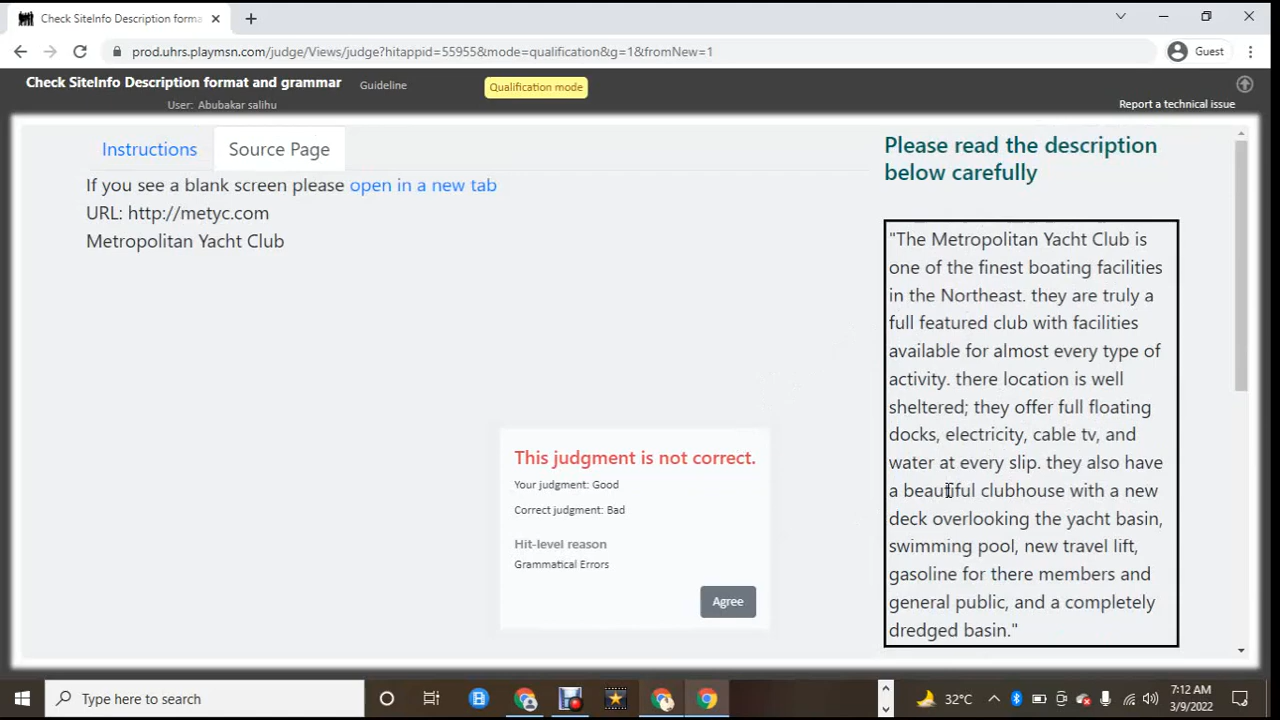 Check SiteInfo Description forma
prod.uhrs.playmsn.com/judge/Views/judge?hitappid=55955&mode=qualification&g=1&fromNew=1
Guest
Check SiteInfo Description format and grammar
Guideline
Qualification mode
User: Abubakar salihu
Report a technical issue
Instructions
Source Page
If you see a blank screen please open in a new tab
URL: http://metyc.com
Metropolitan Yacht Club
Please read the description
below carefully
"The Metropolitan Yacht Club is
one of the finest boating facilities
in the Northeast. they are truly a
full featured club with facilities
available for almost every type of
activity. there location is well
sheltered; they offer full floating
docks, electricity, cable tv, and
water at every slip. they also have
a beautiful clubhouse with a new
deck overlooking the yacht basin,
swimming pool, new travel lift,
gasoline for there members and
general public, and a completely
dredged basin."
This judgment is not correct.
Your judgment: Good
Correct judgment: Bad
Hit-level reason
Grammatical Errors
Agree
Type here to search
32°C
7:12 AM
3/9/2022